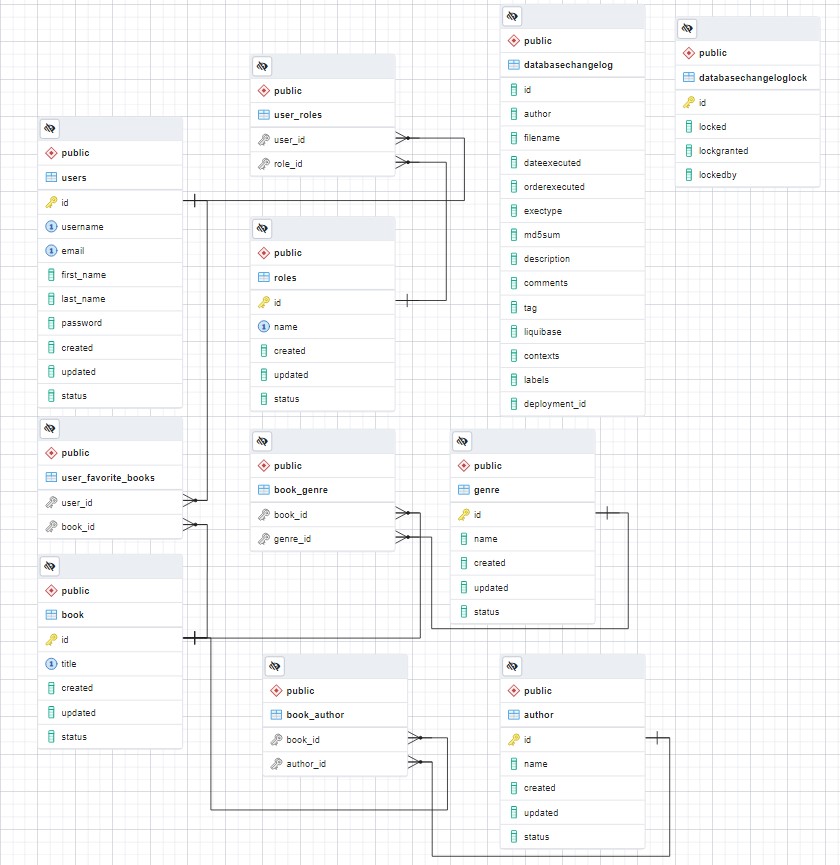 public
users
id
username
email
first_name
last_name
password
created
updated
status
public
user_favorite_books
user_id
book_id
public
book
id
title
created
updated
status
public
user_roles
user_id
role_id
public
roles
id
name
created
updated
status
public
book_genre
book_id
genre_id
public
book_author
book_id
author_id
public
databasechangelog
id
author
filename
dateexecuted
orderexecuted
exectype
md5sum
description
comments
tag
liquibase
contexts
labels
deployment_id
public
genre
id
name
created
updated
status
public
author
id
name
created
updated
status
public
databasechangeloglock
id
locked
lockgranted
lockedby